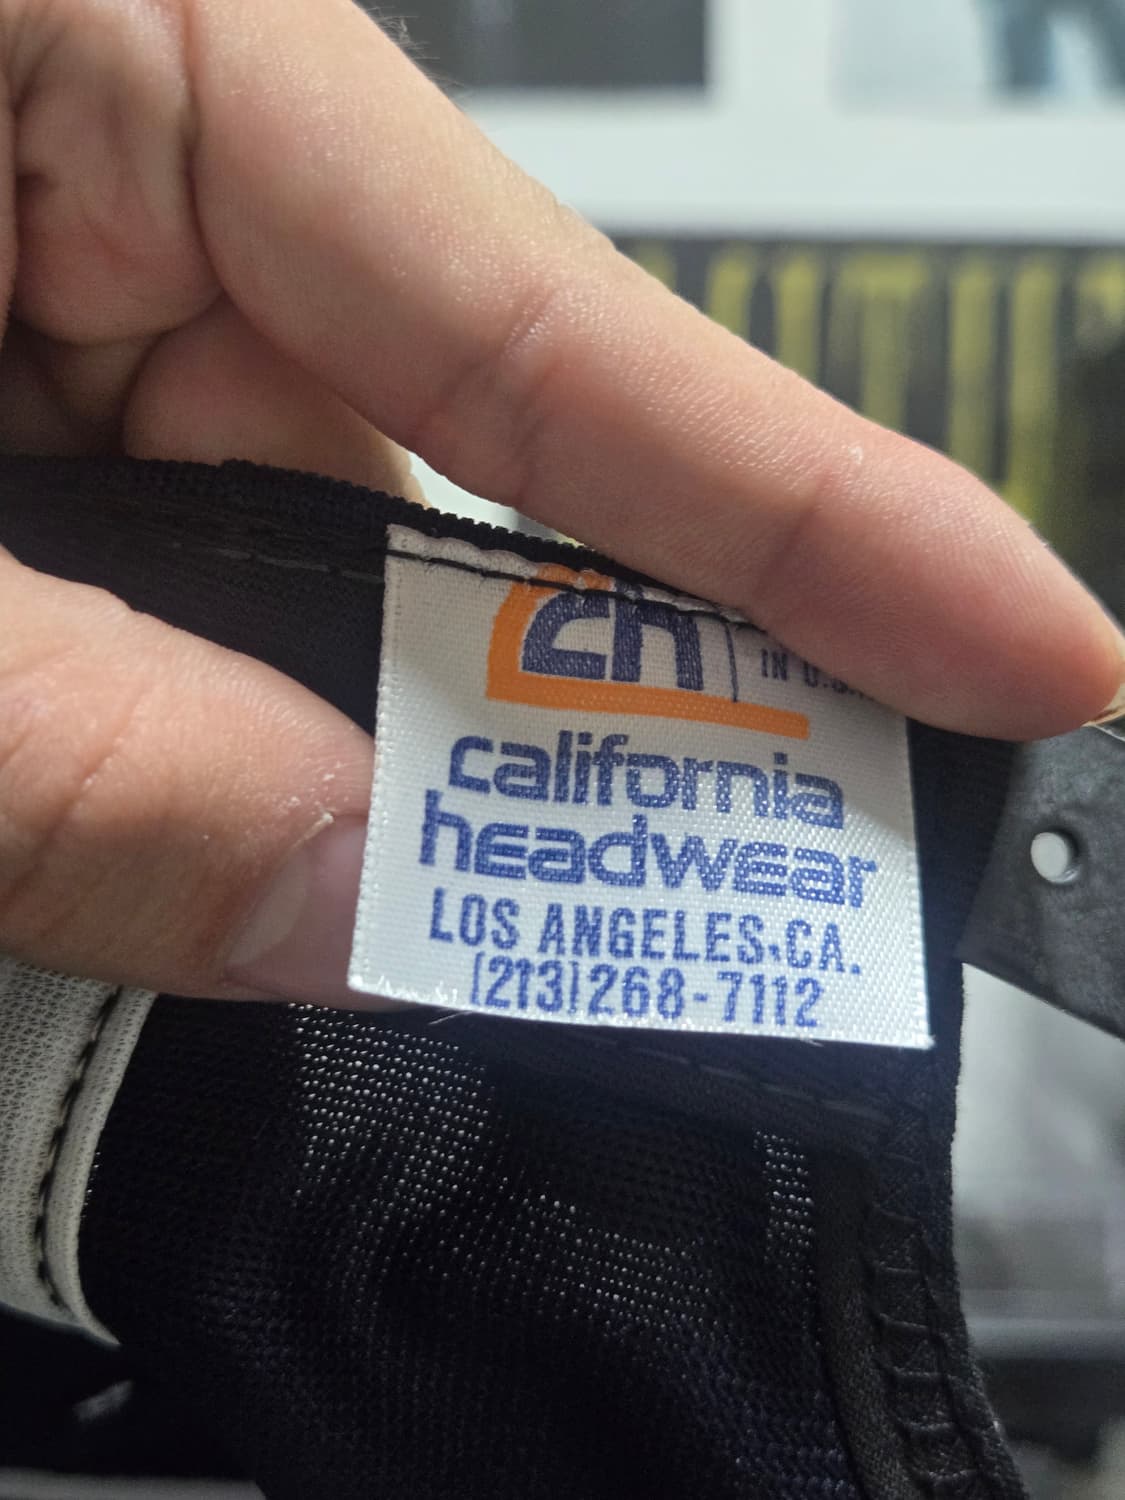 ch
IN U.S.A.
california
headwear
LOS ANGELES, CA.
(213) 268-7112